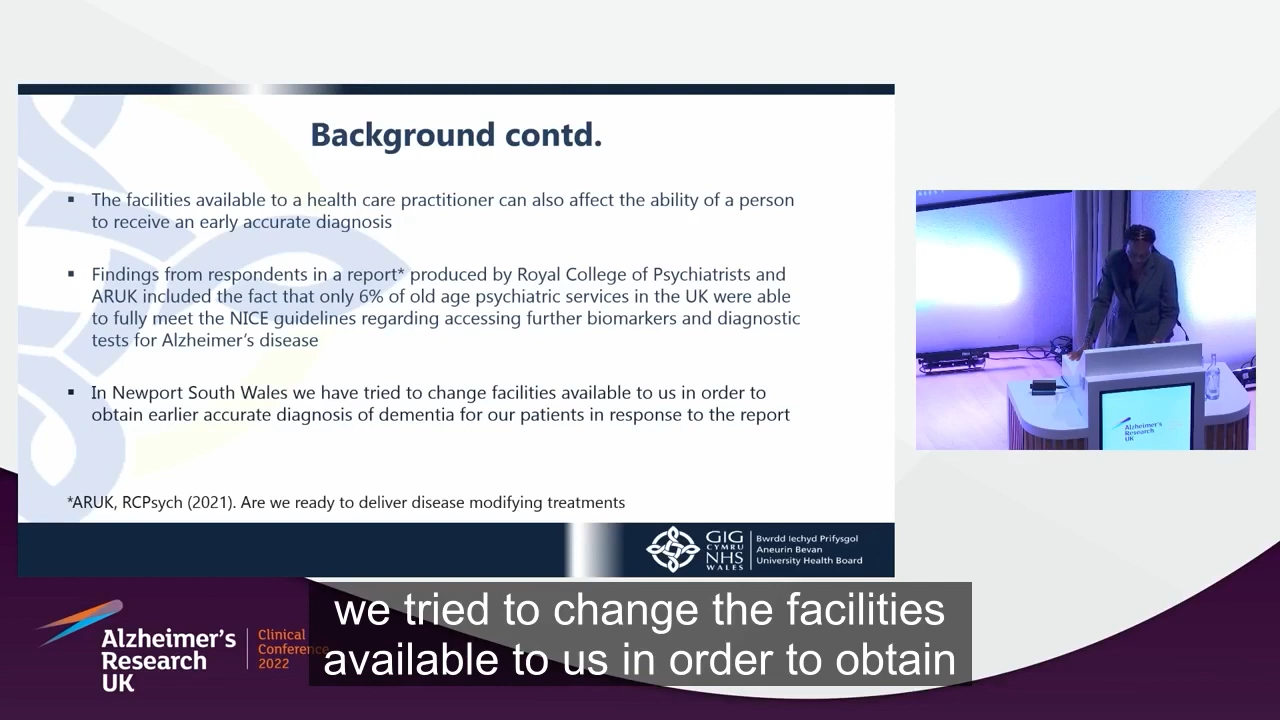 Background contd.
The facilities available to a health care practitioner can also affect the ability of a person
to receive an early accurate diagnosis
Findings from respondents in a report* produced by Royal College of Psychiatrists and
ARUK included the fact that only 6% of old age psychiatric services in the UK were able
to fully meet the NICE guidelines regarding accessing further biomarkers and diagnostic
tests for Alzheimer's disease
In Newport South Wales we have tried to change facilities available to us in order to
obtain earlier accurate diagnosis of dementia for our patients in response to the report
*ARUK, RCPsych (2021). Are we ready to deliver disease modifying treatments
GIG
CYMRU
NHS
WALES
Bwrdd Iechyd Prifysgol
Aneurin Bevan
University Health Board
Alzheimer's
Research
UK
Alzheimer's
Research
UK
Clinical
Conference
2022
we tried to change the facilities
available to us in order to obtain